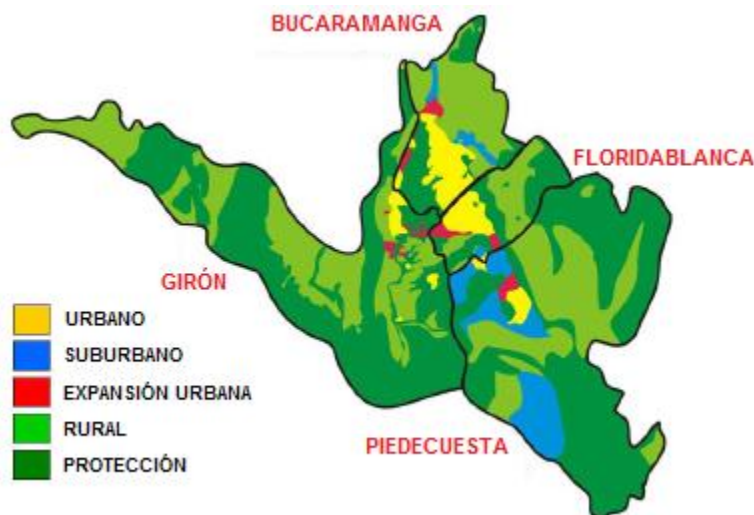 BUCARAMANGA
FLORIDABLANCA
GIRÓN
URBANO
SUBURBANO
EXPANSIÓN URBANA
RURAL
PROTECCIÓN
PIEDECUESTA